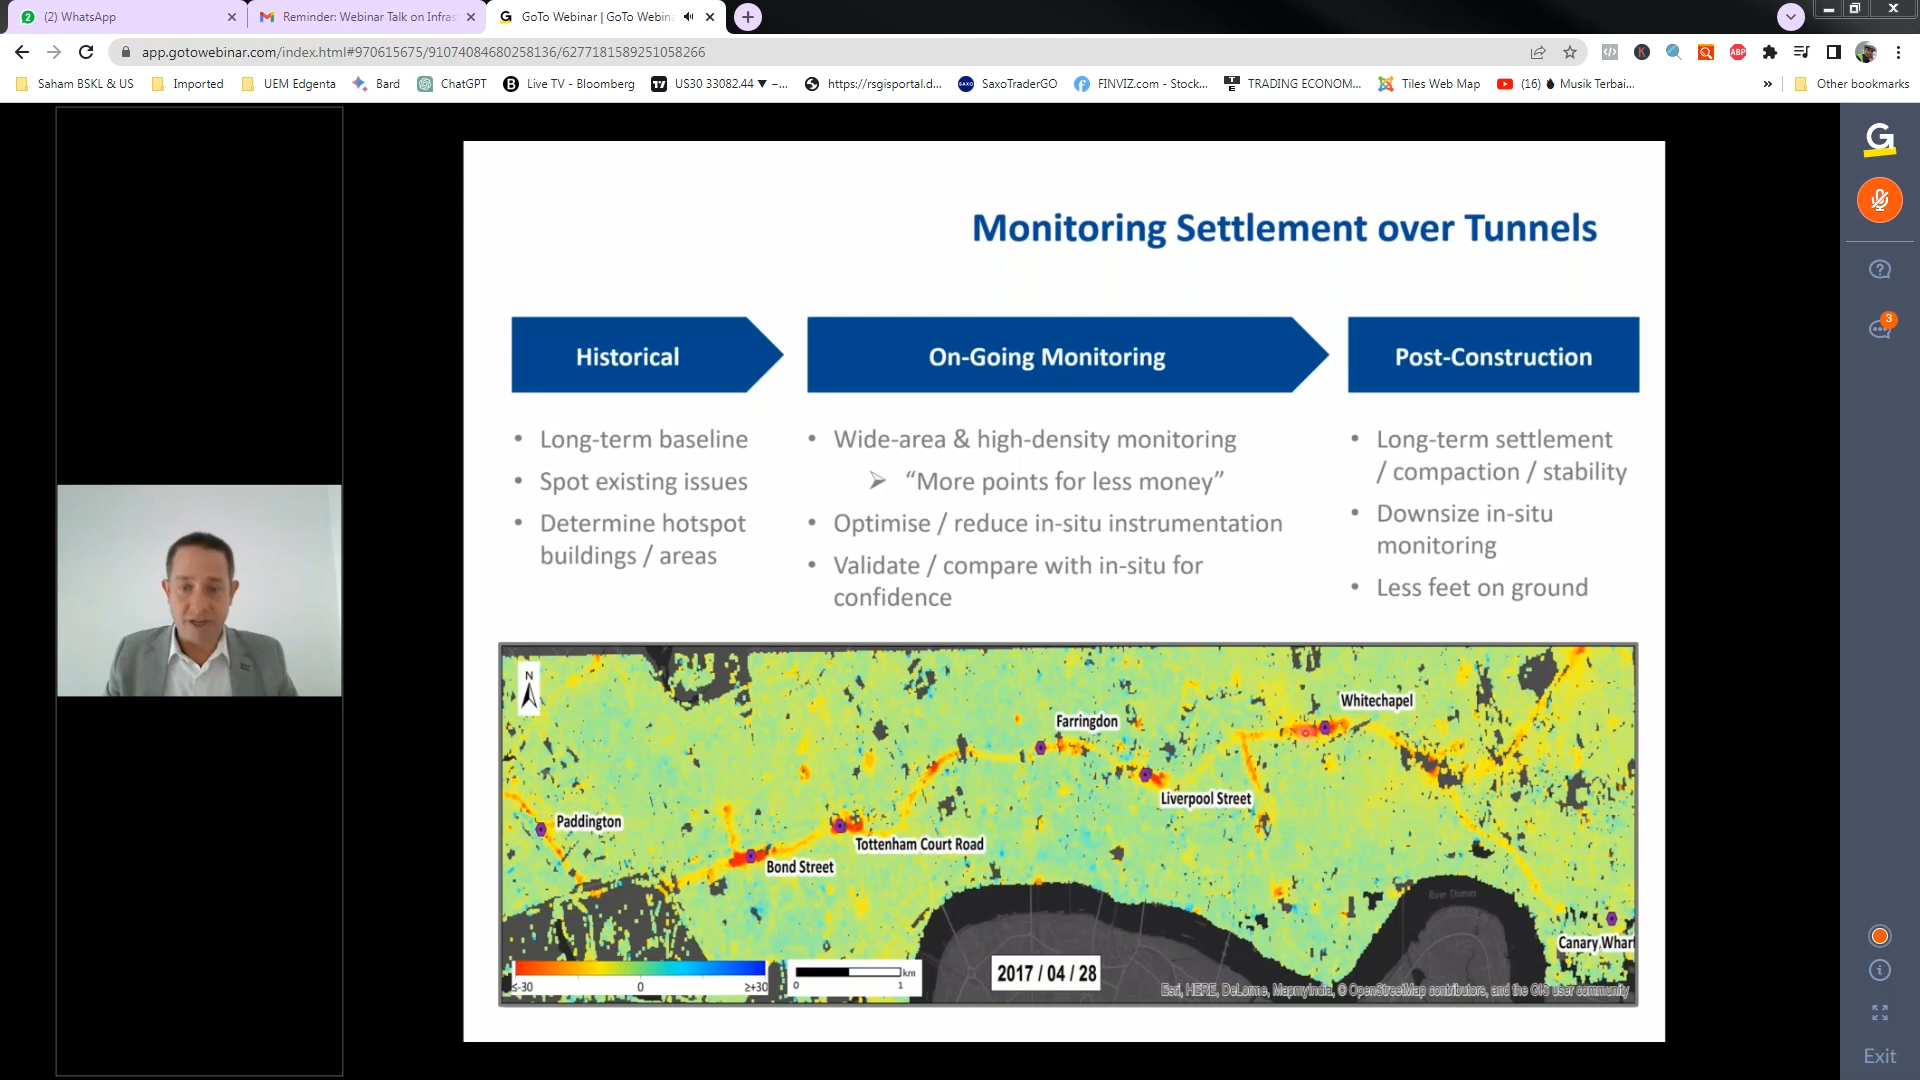 (2) WhatsApp
Reminder: Webinar Talk on Infras
GoTo Webinar | GoTo Webin
app.gotowebinar.com/index.html#970615675/91074084680258136/6277181589251058266
ABP
Saham BSKL & US
Imported
UEM Edgenta
Bard
ChatGPT
Live TV - Bloomberg
US30 33082.44 ▼ −...
https://rsgisportal.d...
SaxoTraderGO
FINVIZ.com - Stock...
TRADING ECONOM...
Tiles Web Map
(16) Musik Terbai...
»
Other bookmarks
G
3
Monitoring Settlement over Tunnels
Historical
On-Going Monitoring
Post-Construction
• Long-term baseline
• Spot existing issues
• Determine hotspot
buildings / areas
• Wide-area & high-density monitoring
➢ “More points for less money”
• Optimise / reduce in-situ instrumentation
• Validate / compare with in-situ for
confidence
• Long-term settlement
/ compaction / stability
• Downsize in-situ
monitoring
• Less feet on ground
N
Whitechapel
Farringdon
Liverpool Street
Paddington
Tottenham Court Road
Bond Street
River Thames
Canary Wharf
≤-30 0 ≥+30
km
0 1
2017 / 04 / 28
Esri, HERE, DeLorme, MapmyIndia, © OpenStreetMap contributors, and the GIS user community
Exit